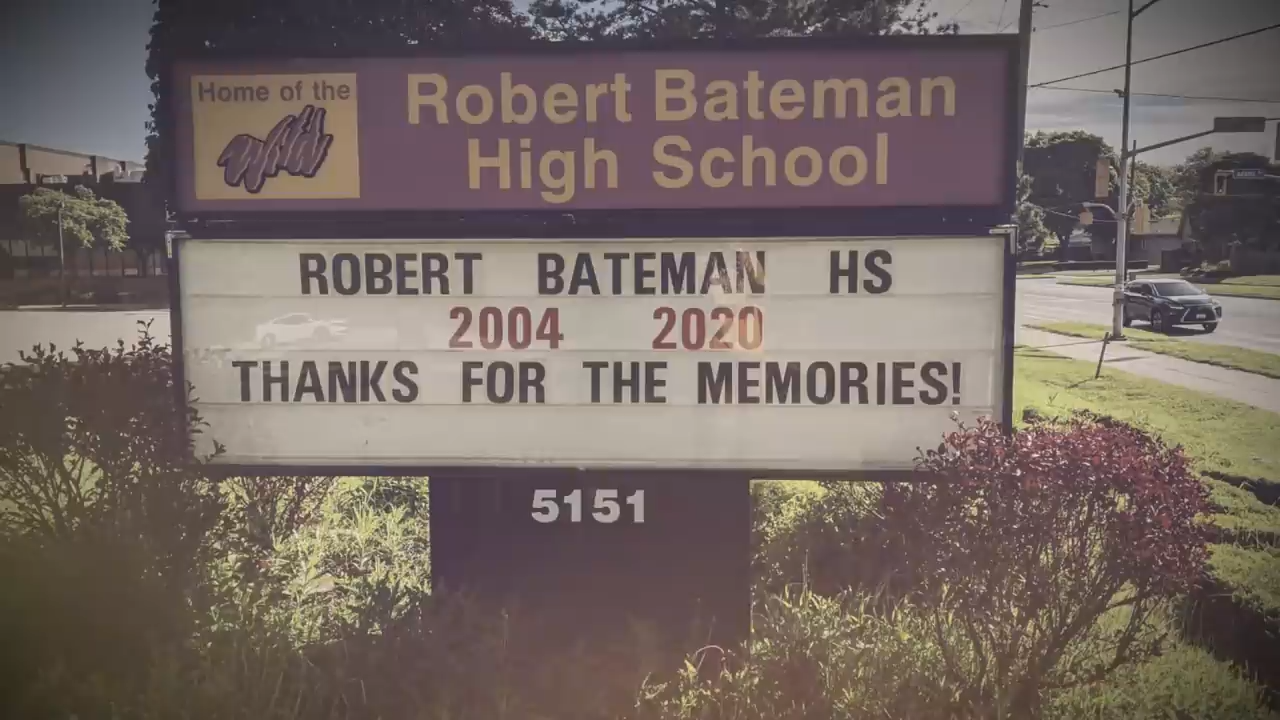 Home of the
Wild
Robert Bateman
High School
ROBERT BATEMAN HS
2004 2020
THANKS FOR THE MEMORIES!
5151